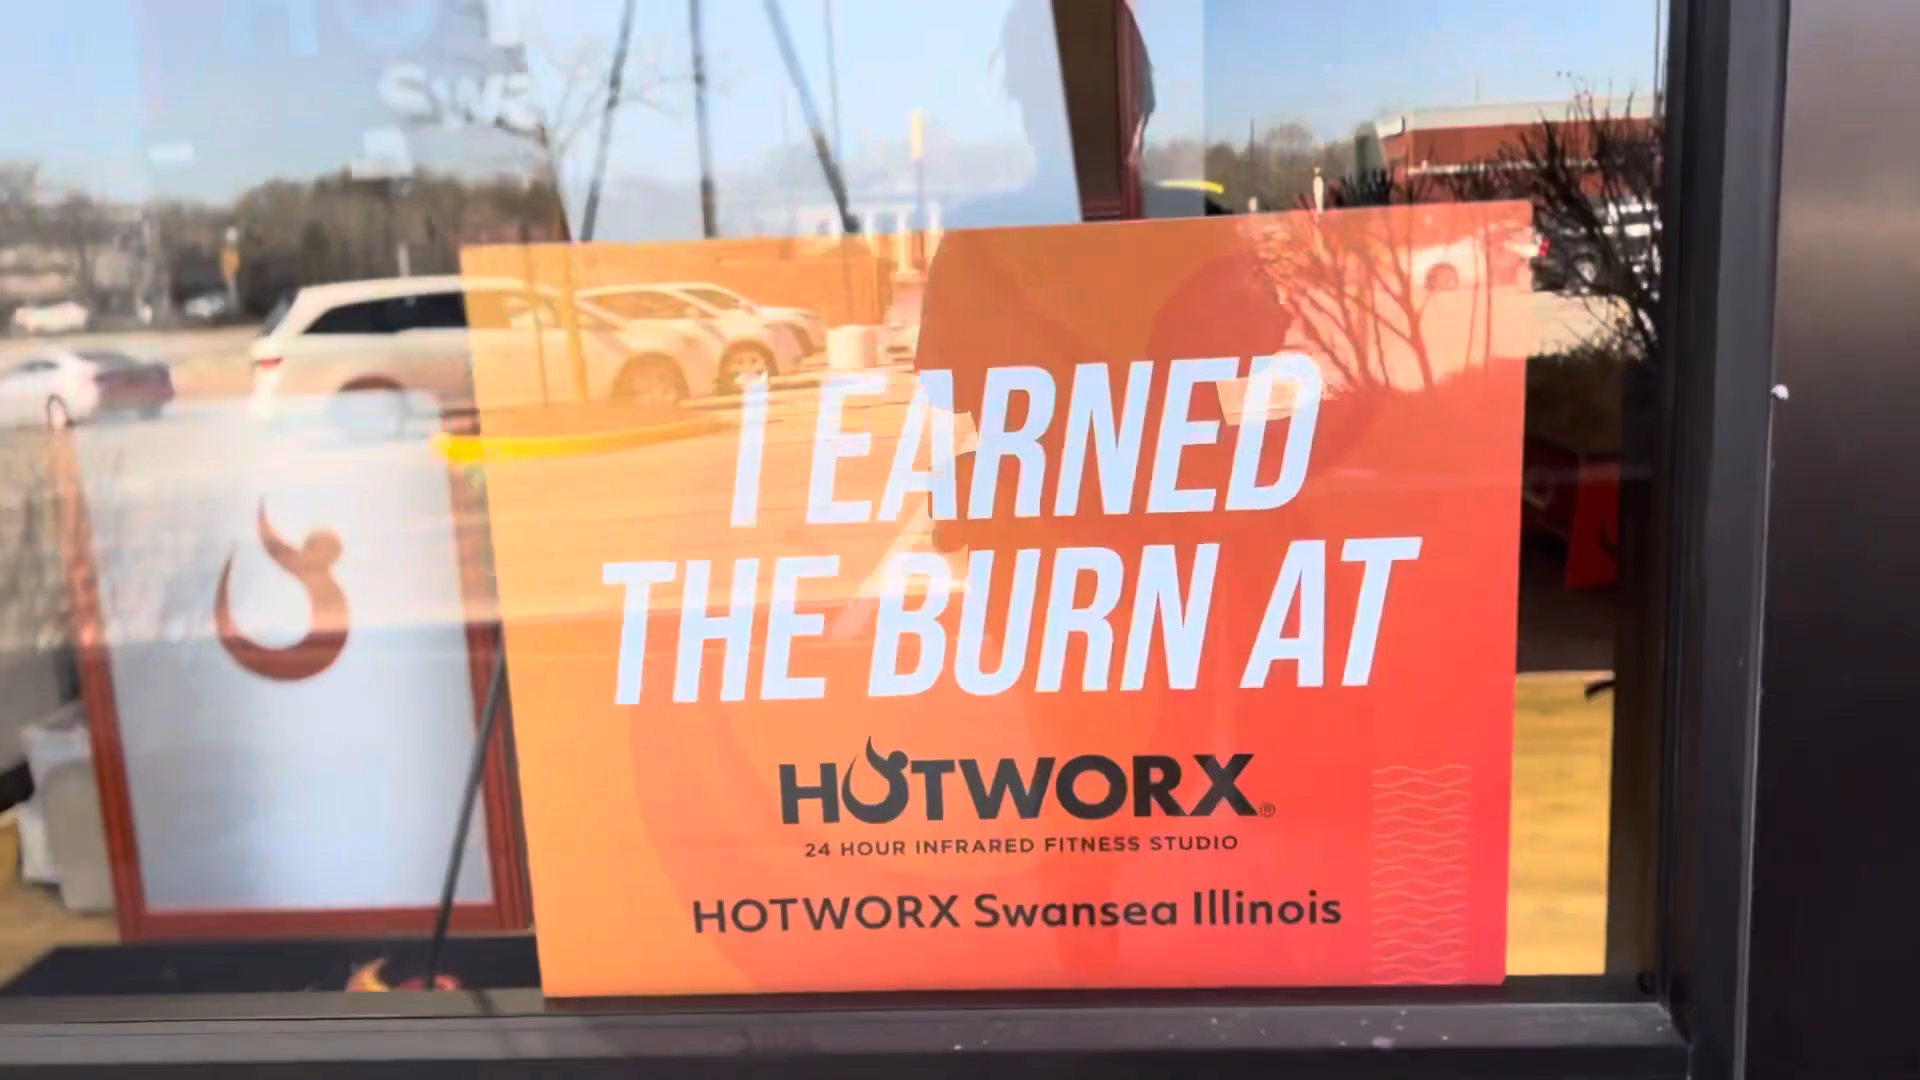 I EARNED
THE BURN AT
HOTWORX®
24 HOUR INFRARED FITNESS STUDIO
HOTWORX Swansea Illinois